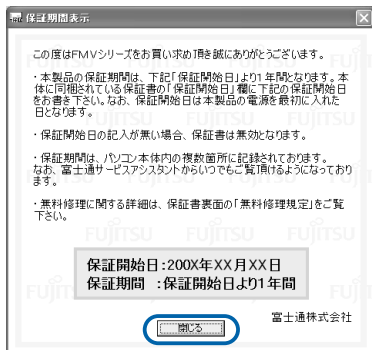 保証期間表示
この度はFMVシリーズをお買い求め頂き誠にありがとうございます。
・本製品の保証期間は、下記「保証開始日」より1年間となります。本
体に同梱されている保証書の「保証開始日」欄に下記の保証開始日
をお書き下さい。なお、保証開始日は本製品の電源を最初に入れた
日となります。
・保証開始日の記入が無い場合、保証書は無効となります。
・保証期間は、パソコン本体内の複数箇所に記録されております。
なお、富士通サービスアシスタントからいつでもご覧頂けるようになっており
ます。
・無料修理に関する詳細は、保証書裏面の「無料修理規定」をご覧
下さい。
保証開始日:200X年XX月XX日
保証期間 :保証開始日より1年間
富士通株式会社
閉じる